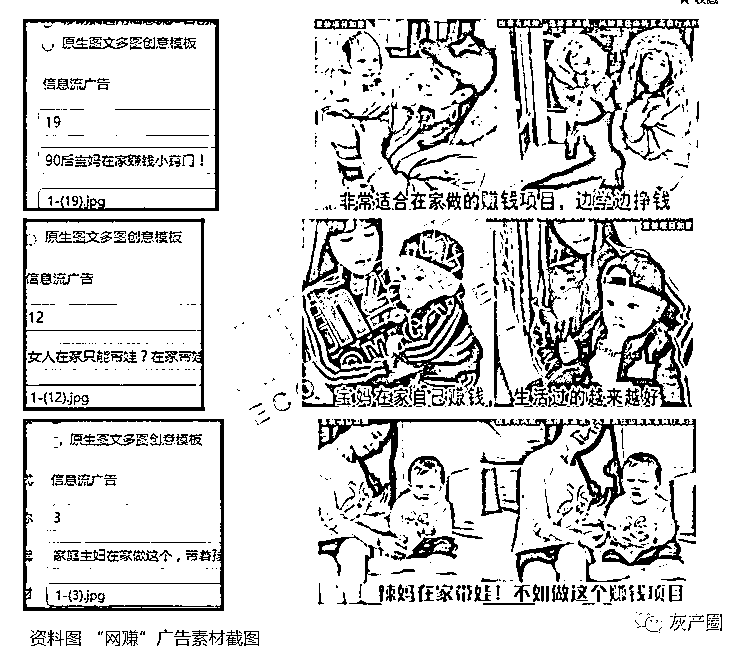 ★收藏
原生图文多图创意模板
信息流广告
19
90后宝妈在家赚钱小窍门！
1-(19).jpg
非常适合在家做的赚钱项目，边学边挣钱
原生图文多图创意模板
信息流广告
12
女人在家只能带娃？在家带娃
1-(12).jpg
宝妈在家自己赚钱 生活过的越来越好
原生图文多图创意模板
信息流广告
3
家庭主妇在家做这个，带着孩
1-(3).jpg
辣妈在家带娃！不如做这个赚钱项目
ECO
资料图 “网赚”广告素材截图
灰产圈